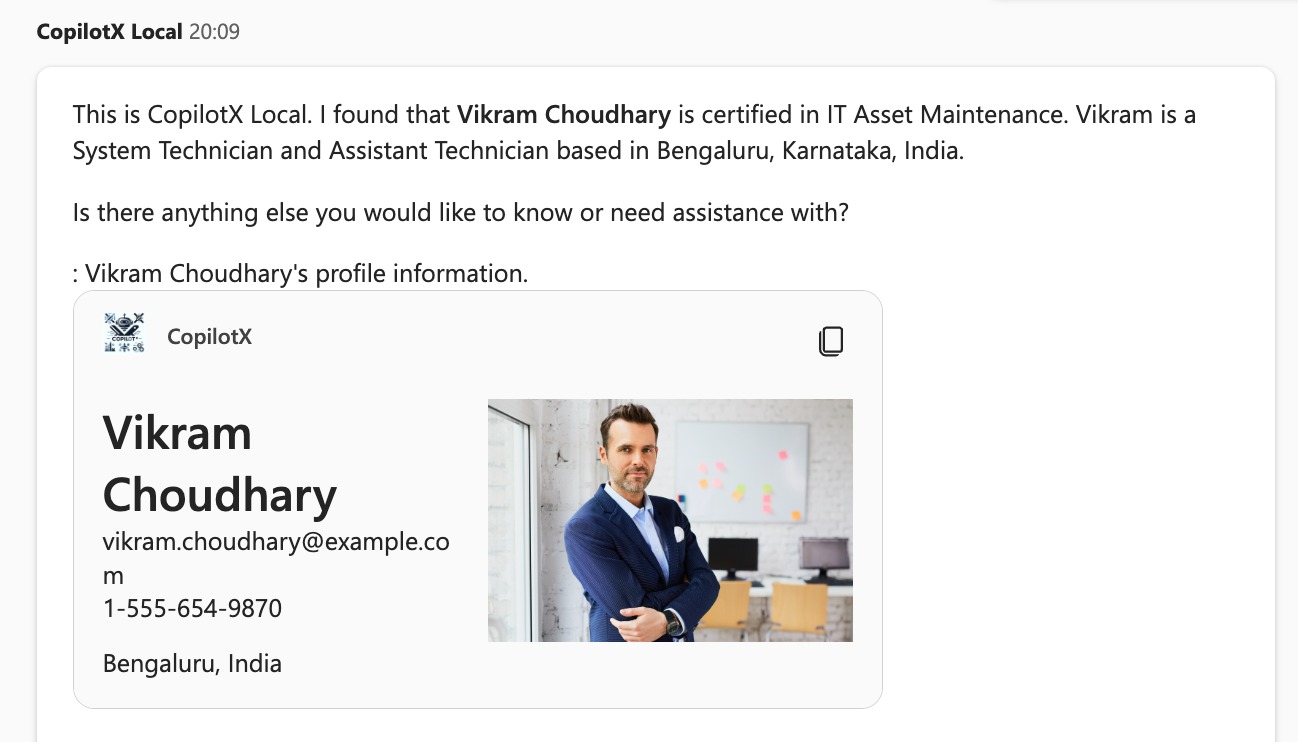 CopilotX Local 20:09
This is CopilotX Local. I found that Vikram Choudhary is certified in IT Asset Maintenance. Vikram is a
System Technician and Assistant Technician based in Bengaluru, Karnataka, India.
Is there anything else you would like to know or need assistance with?
: Vikram Choudhary's profile information.
COPILOT
CopilotX
Vikram
Choudhary
vikram.choudhary@example.co
m
1-555-654-9870
Bengaluru, India